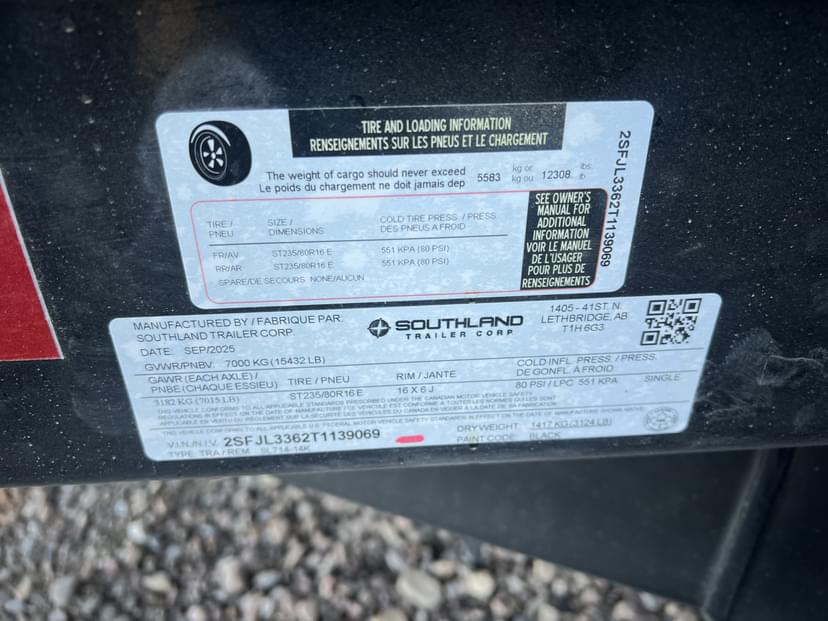 TIRE AND LOADING INFORMATION
RENSEIGNEMENTS SUR LES PNEUS ET LE CHARGEMENT
The weight of cargo should never exceed
Le poids du chargement ne doit jamais dep
5583 kg or kg ou 12308 lbs. lb
TIRE / PNEU SIZE / DIMENSIONS COLD TIRE PRESS. / PRESS. DES PNEUS A FROID
FR/AV ST235/80R16 E 551 KPA (80 PSI)
RR/AR ST235/80R16 E 551 KPA (80 PSI)
SPARE/DE SECOURS NONE/AUCUN
SEE OWNER'S
MANUAL FOR
ADDITIONAL
INFORMATION
VOIR LE MANUEL
DE L'USAGER
POUR PLUS DE
RENSEIGNEMENTS
2SFJL3362T1139069
MANUFACTURED BY / FABRIQUE PAR:
SOUTHLAND TRAILER CORP.
DATE: SEP/2025
SOUTHLAND
TRAILER CORP.
1405 - 41ST. N.
LETHBRIDGE, AB
T1H 6G3
GVWR/PNBV: 7000 KG (15432 LB)
GAWR (EACH AXLE) / PNBE (CHAQUE ESSIEU) TIRE / PNEU RIM / JANTE COLD INFL. PRESS. / PRESS. DE GONFL. À FROID
3182 KG (7015 LB) ST235/80R16 E 16 X 6 J 80 PSI / LPC 551 KPA SINGLE
V.I.N./N.I.V. 2SFJL3362T1139069 DRY WEIGHT: 1417 KG (3124 LB)
TYPE: TRA / REM SL714-14K PAINT CODE: BLACK